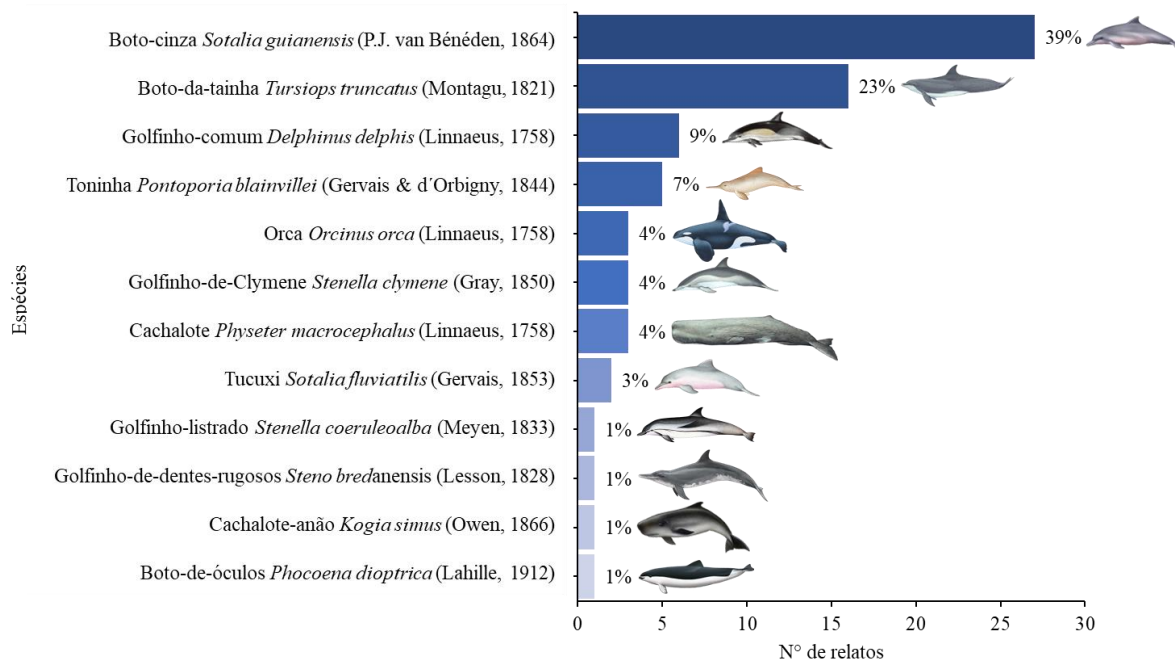 Boto-cinza Sotalia guianensis (P.J. van Bénéden, 1864) 39%
Boto-da-tainha Tursiops truncatus (Montagu, 1821) 23%
Golfinho-comum Delphinus delphis (Linnaeus, 1758) 9%
Toninha Pontoporia blainvillei (Gervais & d´Orbigny, 1844) 7%
Orca Orcinus orca (Linnaeus, 1758) 4%
Golfinho-de-Clymene Stenella clymene (Gray, 1850) 4%
Cachalote Physeter macrocephalus (Linnaeus, 1758) 4%
Tucuxi Sotalia fluviatilis (Gervais, 1853) 3%
Golfinho-listrado Stenella coeruleoalba (Meyen, 1833) 1%
Golfinho-de-dentes-rugosos Steno bredanensis (Lesson, 1828) 1%
Cachalote-anão Kogia simus (Owen, 1866) 1%
Boto-de-óculos Phocoena dioptrica (Lahille, 1912) 1%
Espécies
0 5 10 15 20 25 30
N° de relatos